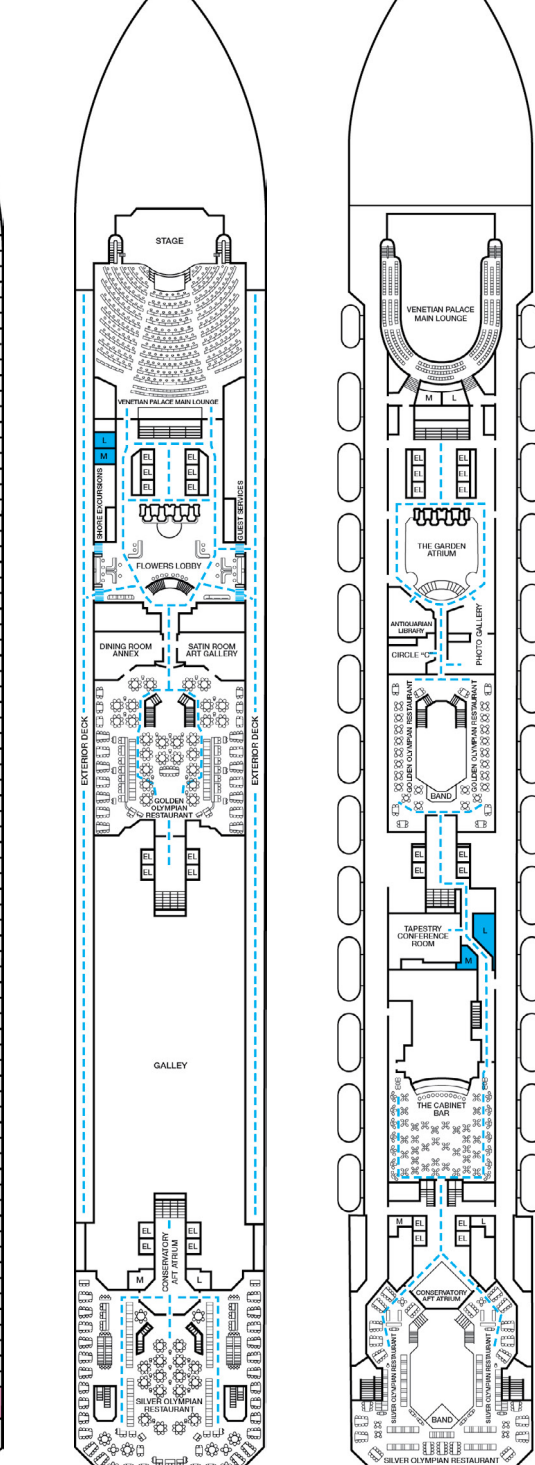 STAGE
VENETIAN PALACE MAIN LOUNGE
L
M
EL
EL
EL
EL
EL
EL
SHORE EXCURSIONS
GUEST SERVICES
FLOWERS LOBBY
DINING ROOM
ANNEX
SATIN ROOM
ART GALLERY
EXTERIOR DECK
EXTERIOR DECK
GOLDEN
OLYMPIAN
RESTAURANT
EL
EL
EL
EL
GALLEY
EL
EL
EL
EL
CONSERVATORY
AFT ATRIUM
M
L
SILVER OLYMPIAN
RESTAURANT
VENETIAN PALACE
MAIN LOUNGE
M
L
EL
EL
EL
EL
EL
EL
THE GARDEN
ATRIUM
ANTIQUARIAN
LIBRARY
PHOTO GALLERY
CIRCLE "C"
GOLDEN OLYMPIAN RESTAURANT
GOLDEN OLYMPIAN RESTAURANT
BAND
EL
EL
EL
EL
TAPESTRY
CONFERENCE
ROOM
L
M
THE CABINET
BAR
M
EL
EL
L
EL
EL
CONSERVATORY
AFT ATRIUM
SILVER OLYMPIAN RESTAURANT
SILVER OLYMPIAN RESTAURANT
BAND
SILVER OLYMPIAN RESTAURANT